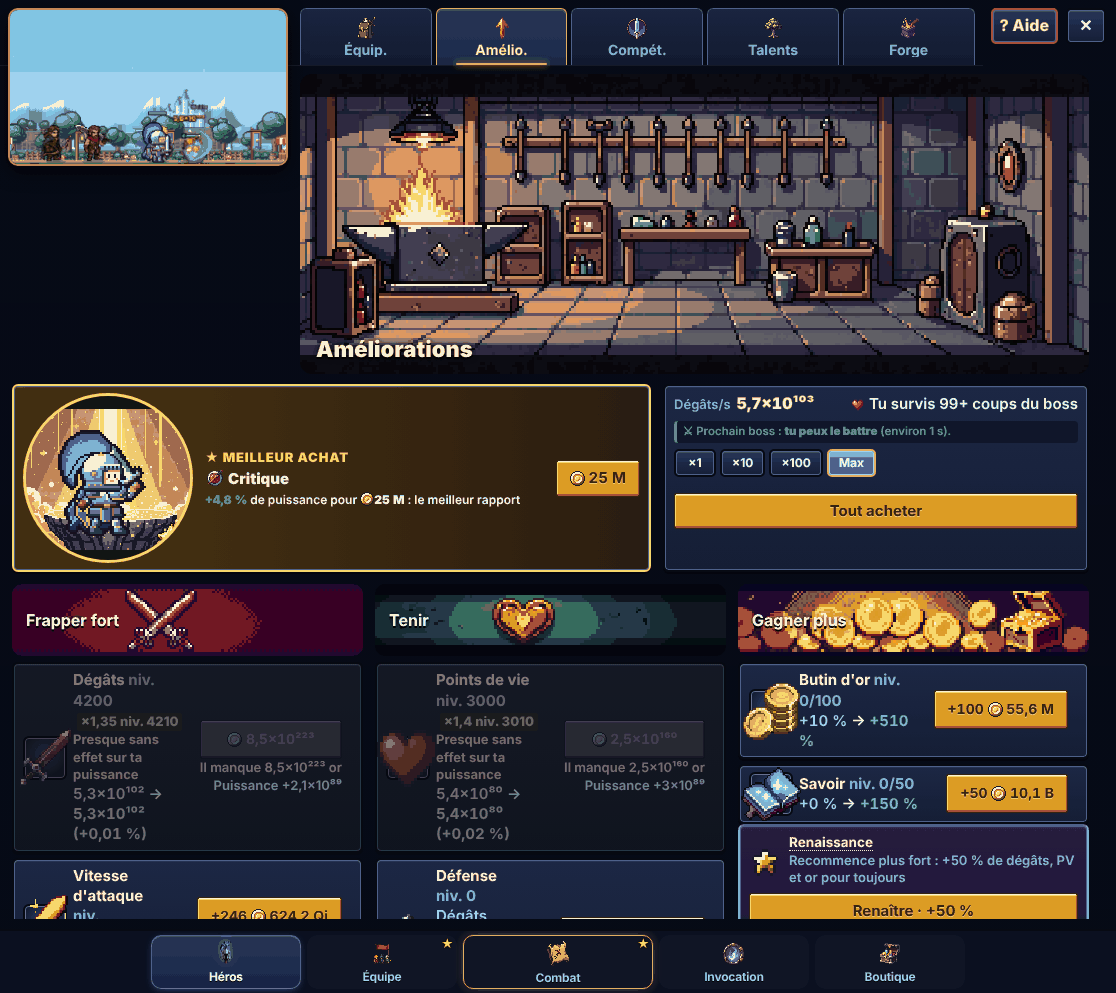 Équip.
Amélio.
Compét.
Talents
Forge
? Aide
×
Améliorations
★ MEILLEUR ACHAT
Critique
+4,8 % de puissance pour 25 M : le meilleur rapport
25 M
Dégâts/s 5,7×10¹⁰³
Tu survis 99+ coups du boss
Prochain boss : tu peux le battre (environ 1 s).
×1
×10
×100
Max
Tout acheter
Frapper fort
Tenir
Gagner plus
Dégâts niv.
4200
×1,35 niv. 4210
Presque sans
effet sur ta
puissance
5,3×10¹⁰² →
5,3×10¹⁰²
(+0,01 %)
8,5×10²²³
Il manque 8,5×10²²³ or
Puissance +2,1×10⁸⁹
Points de vie
niv. 3000
×1,4 niv. 3010
Presque sans
effet sur ta
puissance
5,4×10⁸⁰ →
5,4×10⁸⁰
(+0,02 %)
2,5×10¹⁶⁰
Il manque 2,5×10¹⁶⁰ or
Puissance +3×10⁸⁹
Butin d'or niv.
0/100
+10 % → +510
%
+100 55,6 M
Savoir niv. 0/50
+0 % → +150 %
+50 10,1 B
Renaissance
Recommence plus fort : +50 % de dégâts, PV
et or pour toujours
Renaître · +50 %
Vitesse
d'attaque
niv.
+246 624,2 Qi
Défense
niv. 0
Dégâts
Héros
Équipe
Combat
Invocation
Boutique